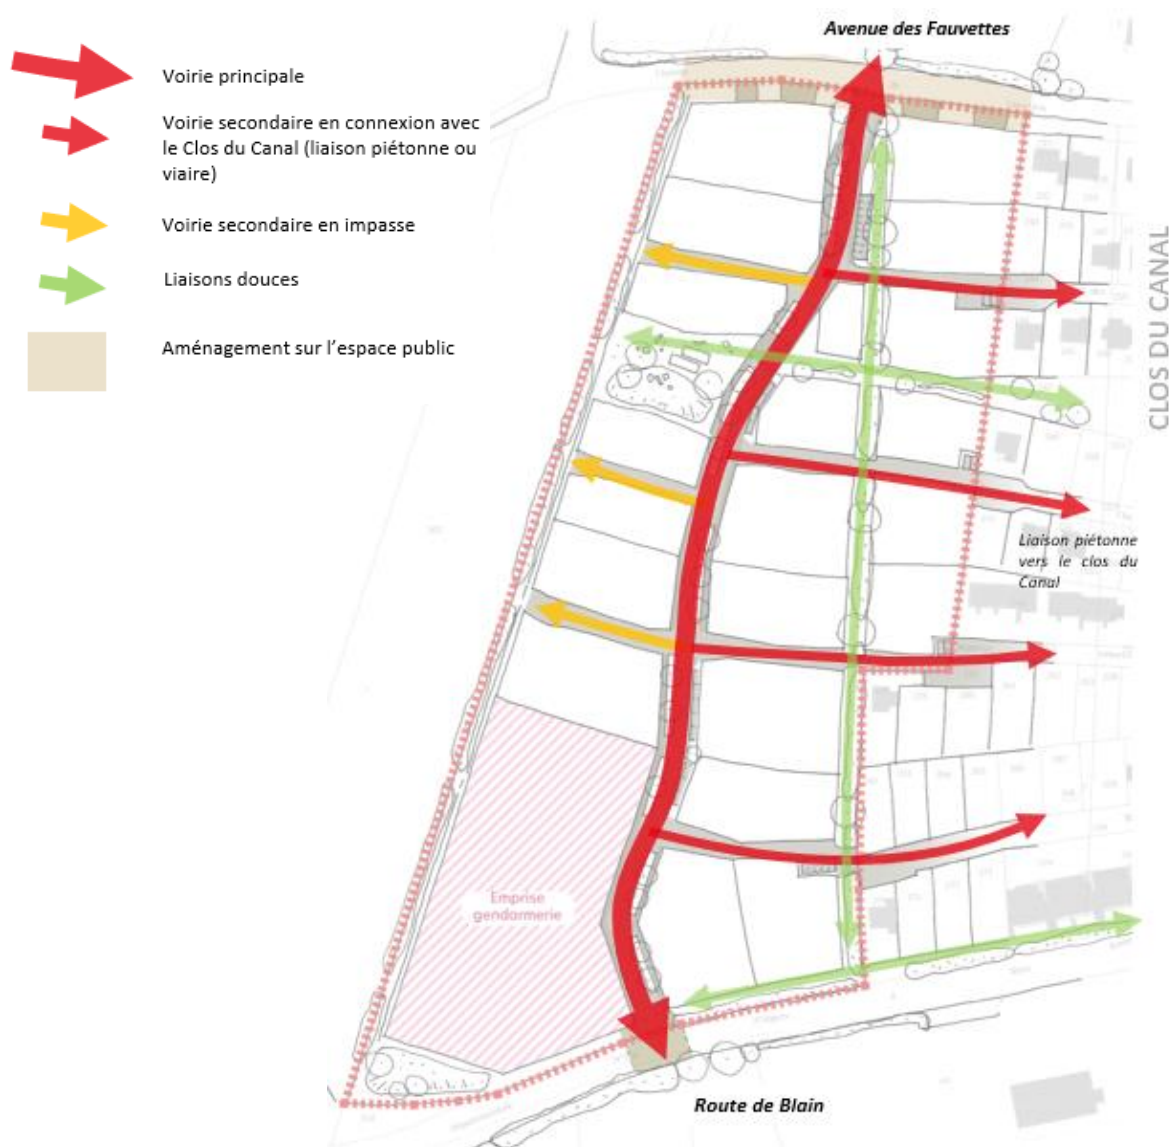 Avenue des Fauvettes
Voirie principale
Voirie secondaire en connexion avec
le Clos du Canal (liaison piétonne ou
viaire)
Voirie secondaire en impasse
Liaisons douces
Aménagement sur l'espace public
CLOS DU CANAL
Liaison piétonne
vers le clos du
Canal
Emprise
gendarmerie
Route de Blain